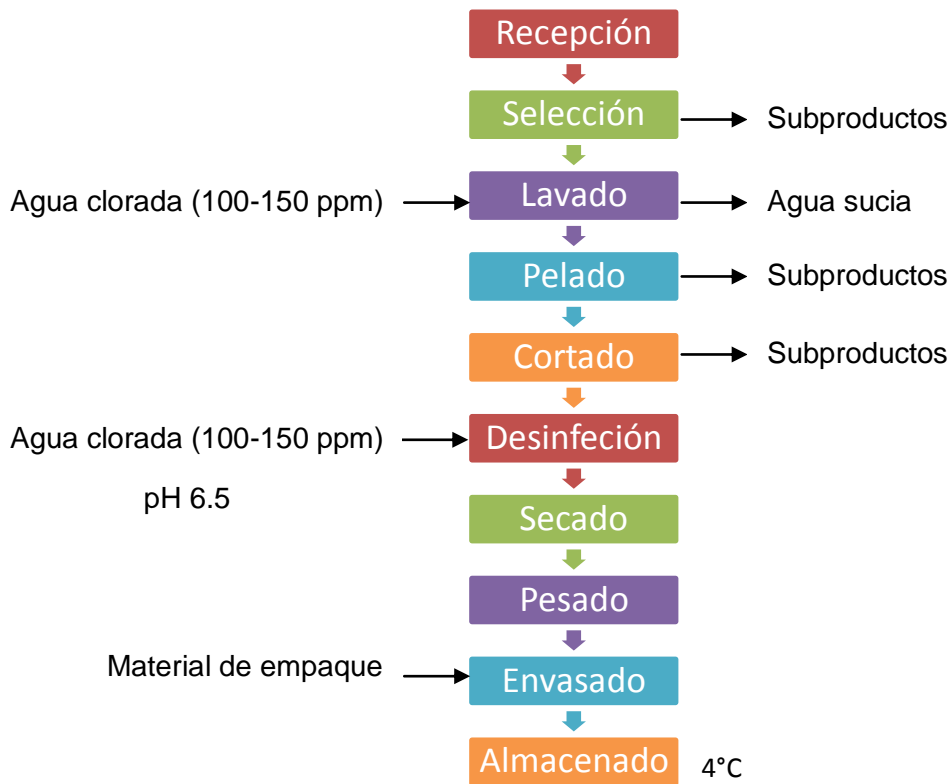 Recepción
Selección
Subproductos
Agua clorada (100-150 ppm)
Lavado
Agua sucia
Pelado
Subproductos
Cortado
Subproductos
Agua clorada (100-150 ppm)
Desinfeción
pH 6.5
Secado
Pesado
Material de empaque
Envasado
Almacenado
4°C